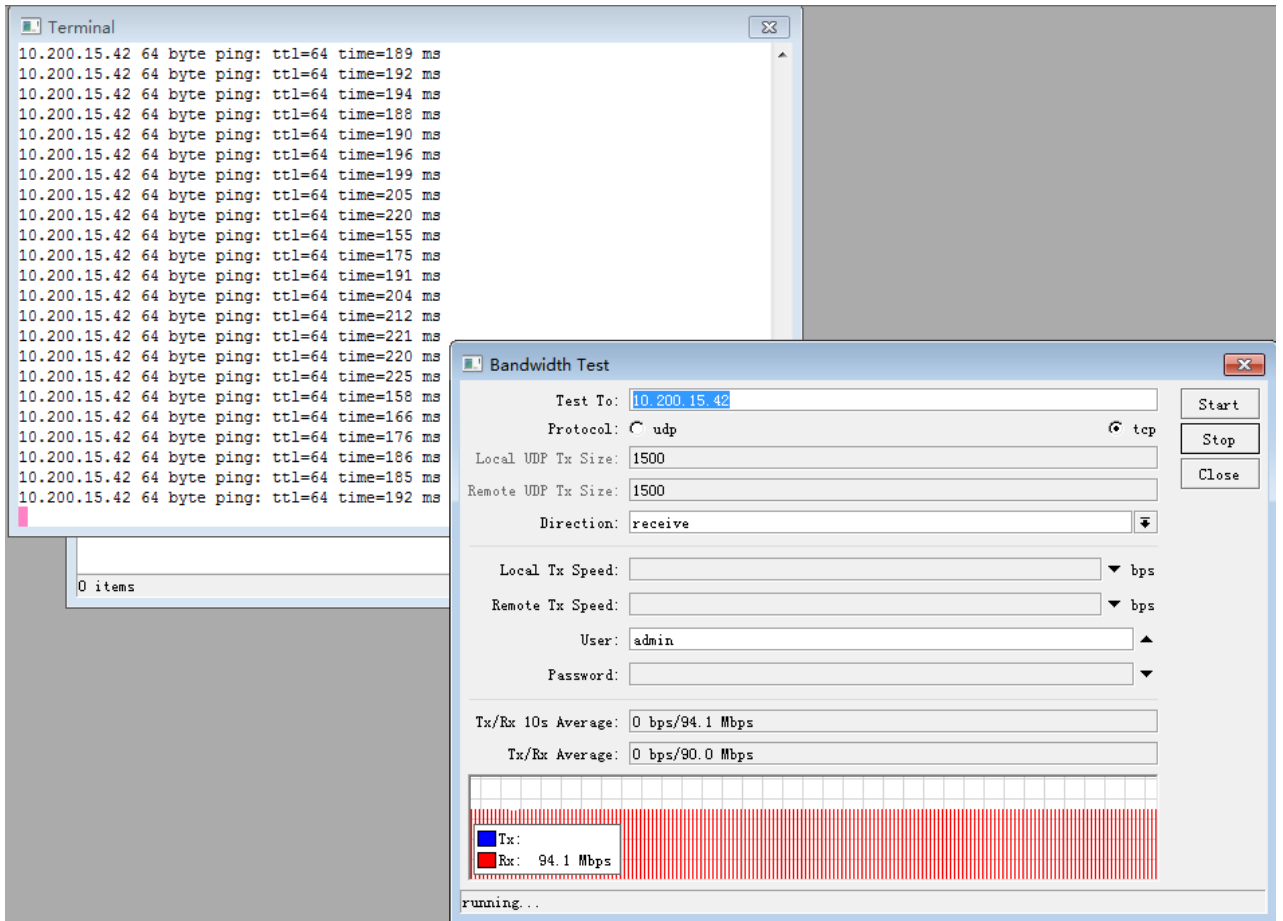 Terminal
10.200.15.42 64 byte ping: ttl=64 time=189 ms
10.200.15.42 64 byte ping: ttl=64 time=192 ms
10.200.15.42 64 byte ping: ttl=64 time=194 ms
10.200.15.42 64 byte ping: ttl=64 time=188 ms
10.200.15.42 64 byte ping: ttl=64 time=190 ms
10.200.15.42 64 byte ping: ttl=64 time=196 ms
10.200.15.42 64 byte ping: ttl=64 time=199 ms
10.200.15.42 64 byte ping: ttl=64 time=205 ms
10.200.15.42 64 byte ping: ttl=64 time=220 ms
10.200.15.42 64 byte ping: ttl=64 time=155 ms
10.200.15.42 64 byte ping: ttl=64 time=175 ms
10.200.15.42 64 byte ping: ttl=64 time=191 ms
10.200.15.42 64 byte ping: ttl=64 time=204 ms
10.200.15.42 64 byte ping: ttl=64 time=212 ms
10.200.15.42 64 byte ping: ttl=64 time=221 ms
10.200.15.42 64 byte ping: ttl=64 time=220 ms
10.200.15.42 64 byte ping: ttl=64 time=225 ms
10.200.15.42 64 byte ping: ttl=64 time=158 ms
10.200.15.42 64 byte ping: ttl=64 time=166 ms
10.200.15.42 64 byte ping: ttl=64 time=176 ms
10.200.15.42 64 byte ping: ttl=64 time=186 ms
10.200.15.42 64 byte ping: ttl=64 time=185 ms
10.200.15.42 64 byte ping: ttl=64 time=192 ms
0 items
Bandwidth Test
Test To: 10.200.15.42
Start
Protocol: udp tcp
Stop
Local UDP Tx Size: 1500
Close
Remote UDP Tx Size: 1500
Direction: receive
Local Tx Speed: bps
Remote Tx Speed: bps
User: admin
Password:
Tx/Rx 10s Average: 0 bps/94.1 Mbps
Tx/Rx Average: 0 bps/90.0 Mbps
Tx:
Rx: 94.1 Mbps
running...